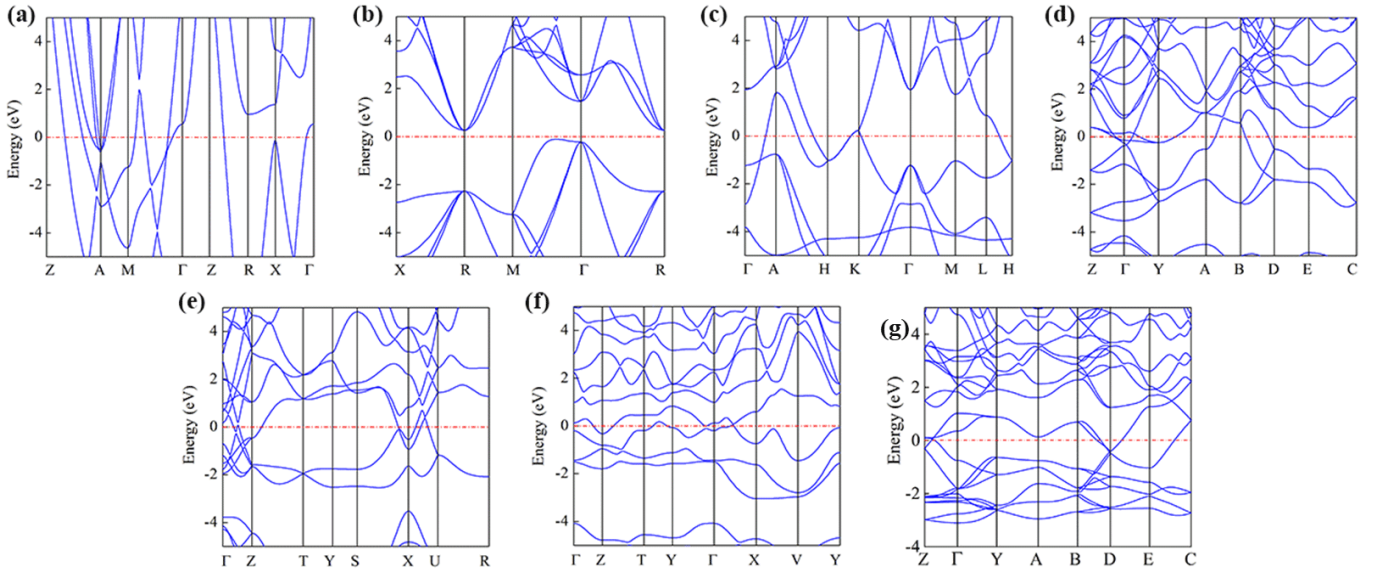 (a)
Energy (eV)
4
2
0
-2
-4
Z A M Γ Z R X Γ
(b)
Energy (eV)
4
2
0
-2
-4
X R M Γ R
(c)
Energy (eV)
4
2
0
-2
-4
Γ A H K Γ M L H
(d)
Energy (eV)
4
2
0
-2
-4
Z Γ Y A B D E C
(e)
Energy (eV)
4
2
0
-2
-4
Γ Z T Y S X U R
(f)
Energy (eV)
4
2
0
-2
-4
Γ Z T Y Γ X V Y
(g)
Energy (eV)
4
2
0
-2
-4
Z Γ Y A B D E C